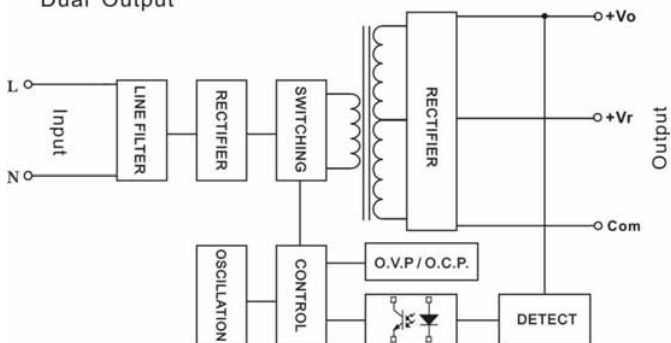 Dual Output
L
N
Input
LINE FILTER
RECTIFIER
SWITCHING
RECTIFIER
+Vo
+Vr
Com
Output
OSCILLATION
CONTROL
O.V.P / O.C.P.
DETECT